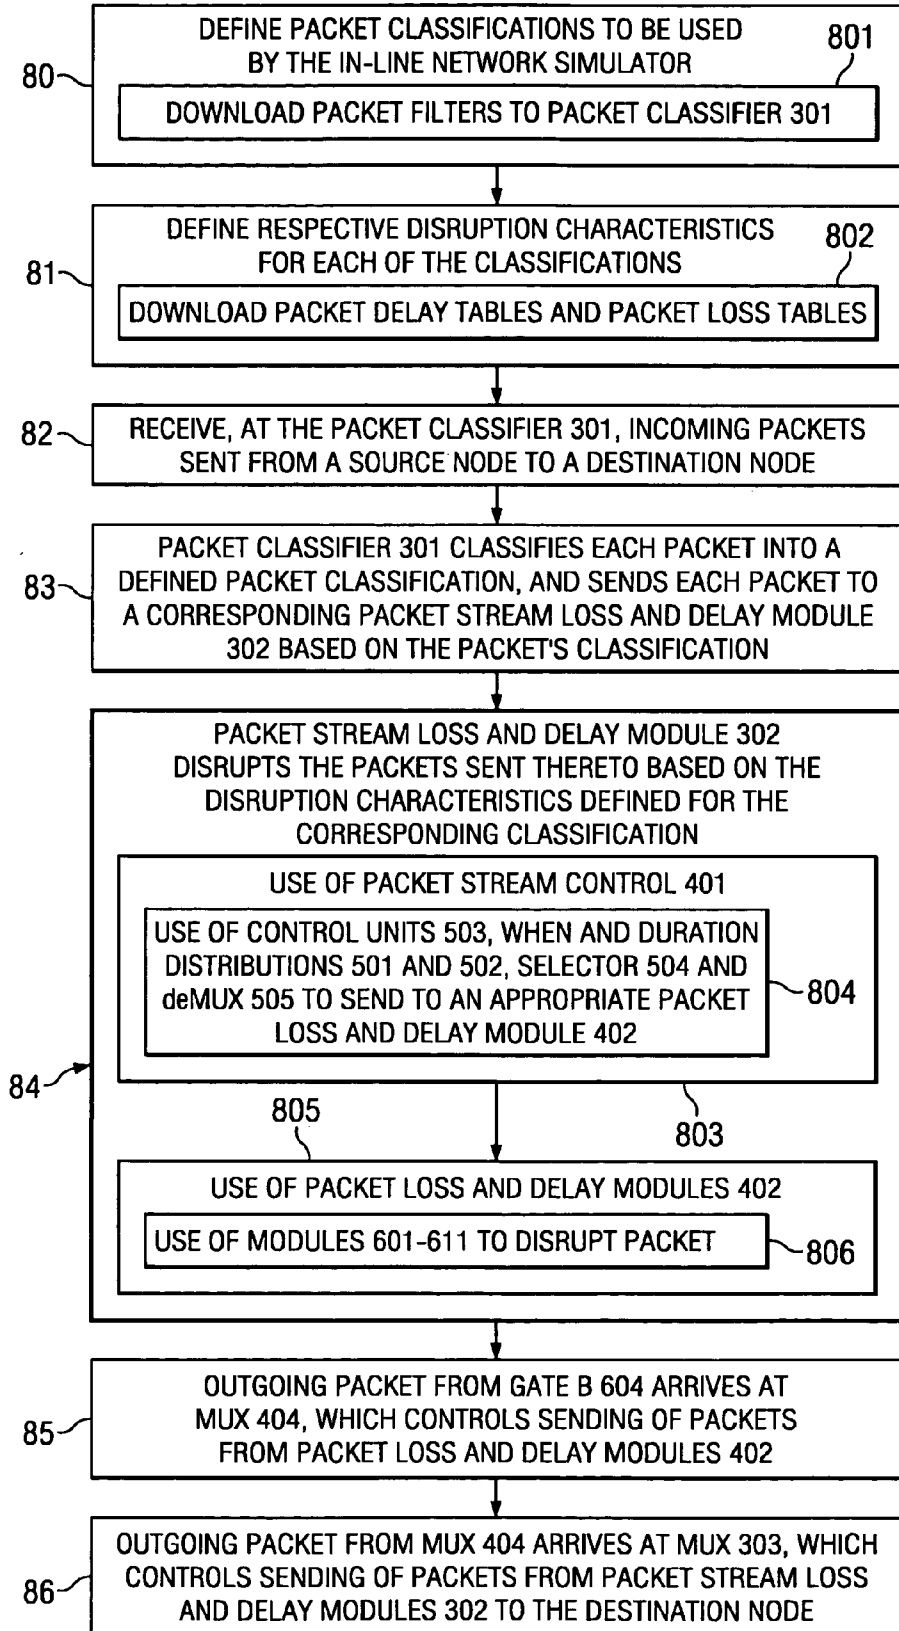 DEFINE PACKET CLASSIFICATIONS TO BE USED
BY THE IN-LINE NETWORK SIMULATOR
801
80
DOWNLOAD PACKET FILTERS TO PACKET CLASSIFIER 301
DEFINE RESPECTIVE DISRUPTION CHARACTERISTICS
FOR EACH OF THE CLASSIFICATIONS
802
81
DOWNLOAD PACKET DELAY TABLES AND PACKET LOSS TABLES
82
RECEIVE, AT THE PACKET CLASSIFIER 301, INCOMING PACKETS
SENT FROM A SOURCE NODE TO A DESTINATION NODE
83
PACKET CLASSIFIER 301 CLASSIFIES EACH PACKET INTO A
DEFINED PACKET CLASSIFICATION, AND SENDS EACH PACKET TO
A CORRESPONDING PACKET STREAM LOSS AND DELAY MODULE
302 BASED ON THE PACKET'S CLASSIFICATION
PACKET STREAM LOSS AND DELAY MODULE 302
DISRUPTS THE PACKETS SENT THERETO BASED ON THE
DISRUPTION CHARACTERISTICS DEFINED FOR THE
CORRESPONDING CLASSIFICATION
USE OF PACKET STREAM CONTROL 401
USE OF CONTROL UNITS 503, WHEN AND DURATION
DISTRIBUTIONS 501 AND 502, SELECTOR 504 AND
deMUX 505 TO SEND TO AN APPROPRIATE PACKET
LOSS AND DELAY MODULE 402
804
84
805
803
USE OF PACKET LOSS AND DELAY MODULES 402
USE OF MODULES 601-611 TO DISRUPT PACKET
806
85
OUTGOING PACKET FROM GATE B 604 ARRIVES AT
MUX 404, WHICH CONTROLS SENDING OF PACKETS
FROM PACKET LOSS AND DELAY MODULES 402
86
OUTGOING PACKET FROM MUX 404 ARRIVES AT MUX 303, WHICH
CONTROLS SENDING OF PACKETS FROM PACKET STREAM LOSS
AND DELAY MODULES 302 TO THE DESTINATION NODE